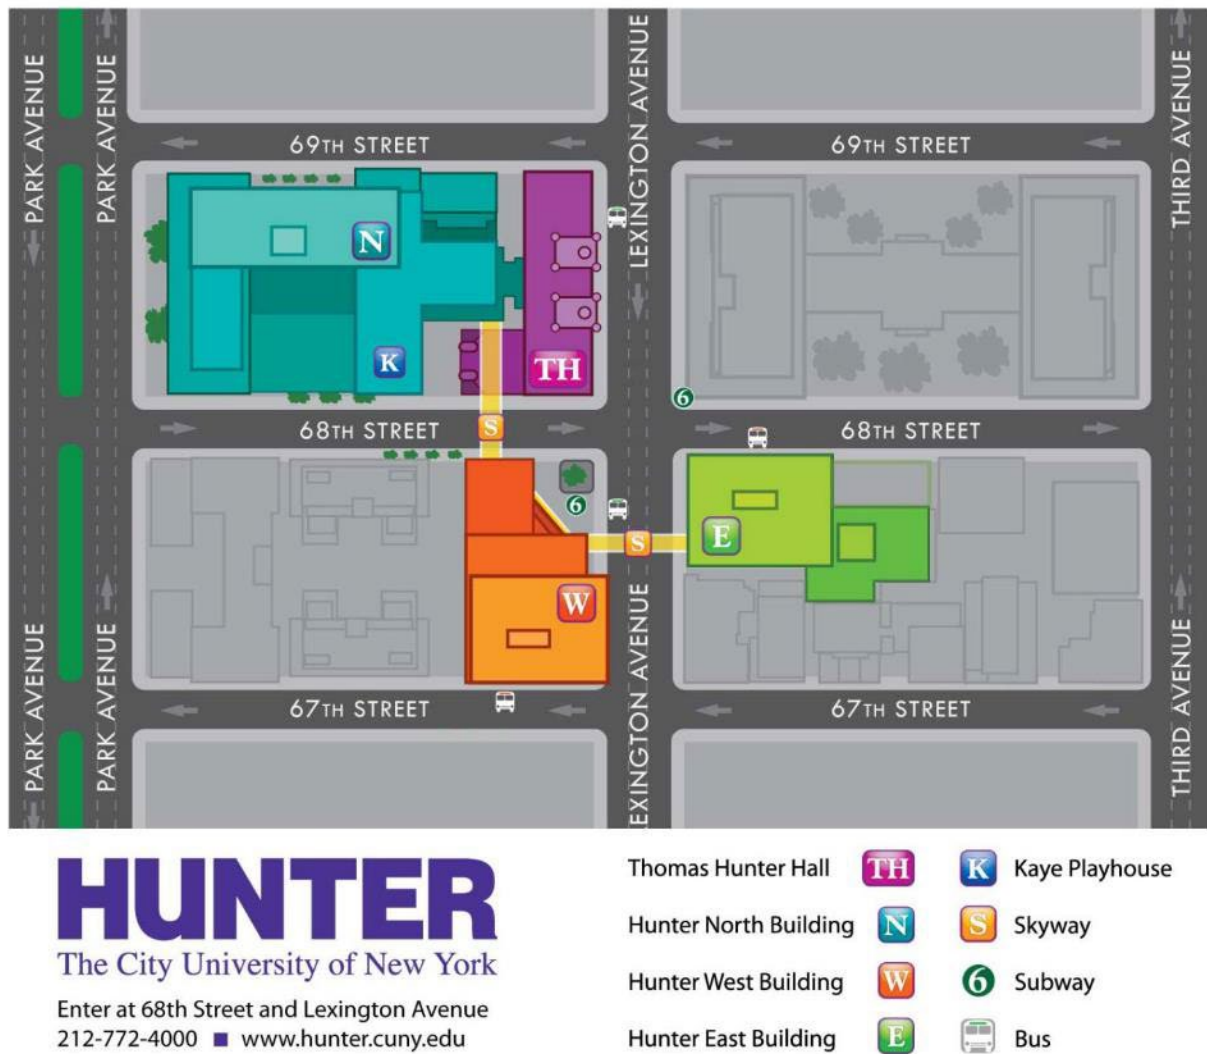 PARK AVENUE
PARK AVENUE
LEXINGTON AVENUE
THIRD AVENUE
69TH STREET
69TH STREET
N
K
TH
6
68TH STREET
68TH STREET
S
6
S
E
W
PARK AVENUE
PARK AVENUE
LEXINGTON AVENUE
THIRD AVENUE
67TH STREET
67TH STREET
HUNTER
The City University of New York
Enter at 68th Street and Lexington Avenue
212-772-4000 ■ www.hunter.cuny.edu
Thomas Hunter Hall TH
K Kaye Playhouse
Hunter North Building N
S Skyway
Hunter West Building W
6 Subway
Hunter East Building E
Bus